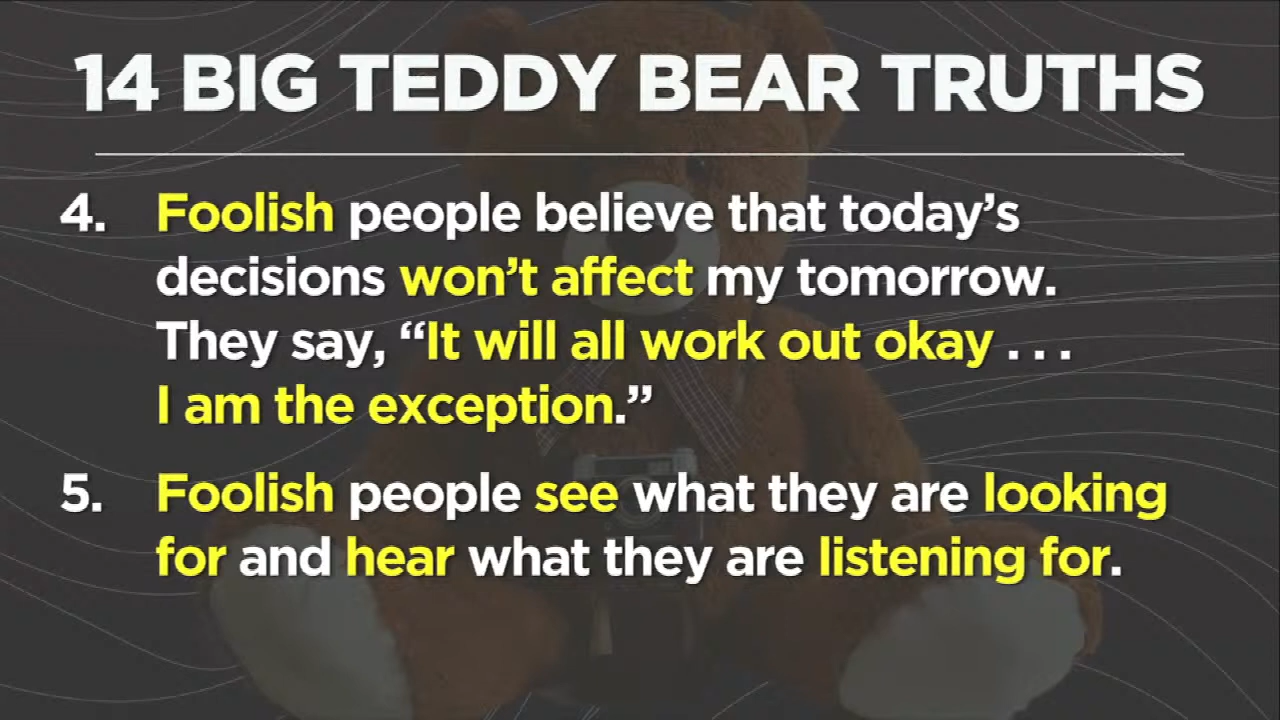 14 BIG TEDDY BEAR TRUTHS
4. Foolish people believe that today’s
decisions won’t affect my tomorrow.
They say, “It will all work out okay . . .
I am the exception.”
5. Foolish people see what they are looking
for and hear what they are listening for.